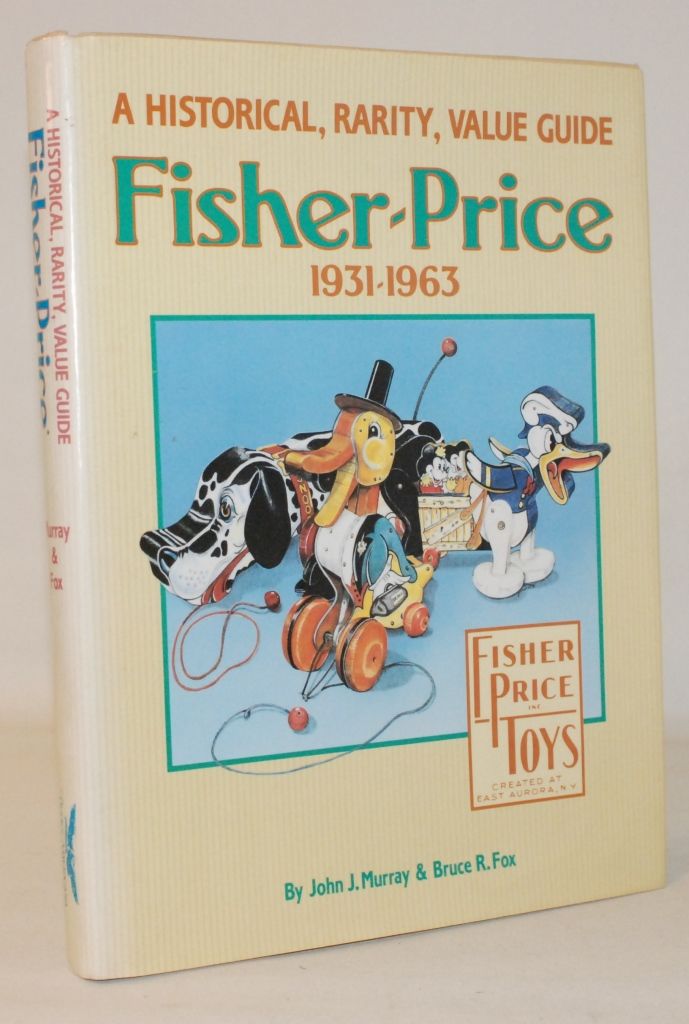 A HISTORICAL, RARITY, VALUE GUIDE
Fisher-Price
1931-1963
FISHER
PRICE
INC
TOYS
CREATED AT
EAST AURORA, N.Y.
By John J. Murray & Bruce R. Fox
A HISTORICAL, RARITY, VALUE GUIDE
Fisher-Price
Murray
&
Fox